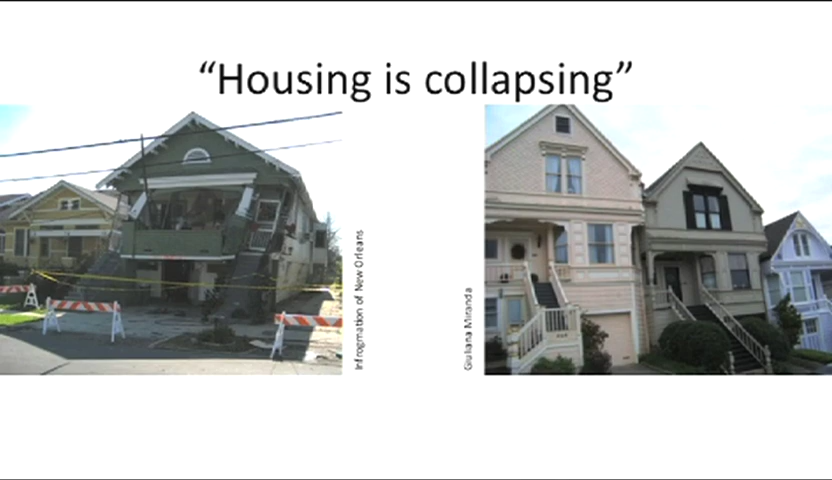 “Housing is collapsing”
Infrogmation of New Orleans
Giuliana Miranda